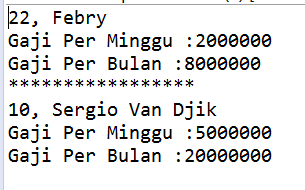 22, Febry
Gaji Per Minggu :2000000
Gaji Per Bulan :8000000
*****************
10, Sergio Van Djik
Gaji Per Minggu :5000000
Gaji Per Bulan :20000000